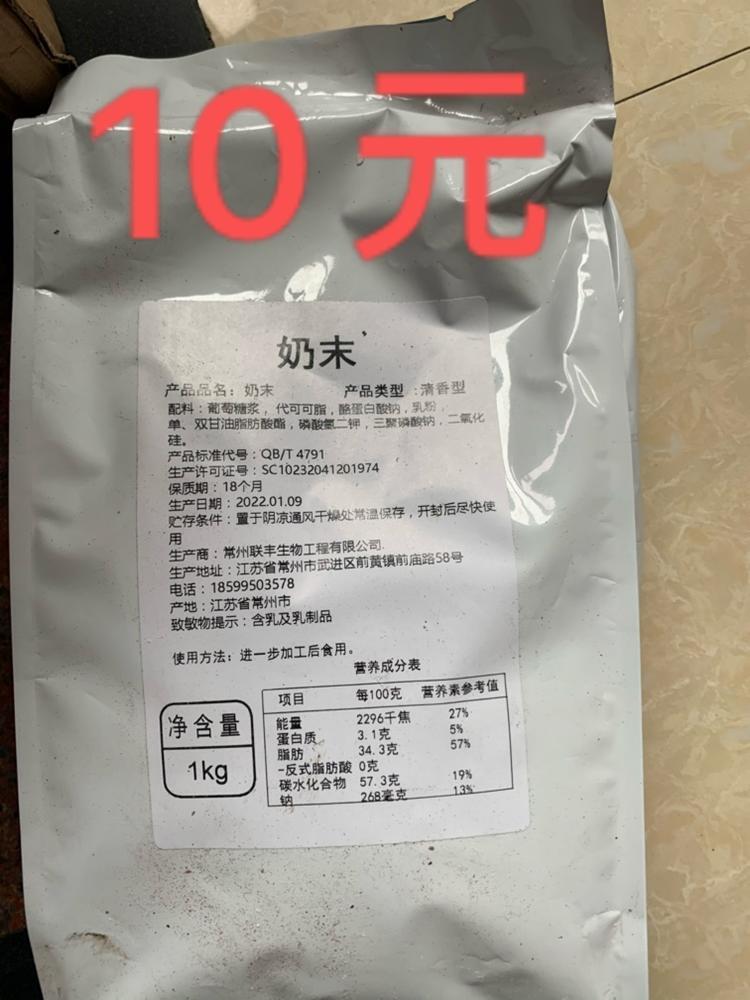 10 元
奶末
产品品名：奶末 产品类型：清香型
配料：葡萄糖浆，代可可脂，酪蛋白酸钠，乳粉，
单、双甘油脂肪酸酯，磷酸氢二钾，三聚磷酸钠，二氧化
硅。
产品标准代号：QB/T 4791
生产许可证号：SC10232041201974
保质期：18个月
生产日期：2022.01.09
贮存条件：置于阴凉通风干燥处常温保存，开封后尽快使
用
生产商：常州联丰生物工程有限公司.
生产地址：江苏省常州市武进区前黄镇前庙路58号
电话：18599503578
产地：江苏省常州市
致敏物提示：含乳及乳制品
使用方法：进一步加工后食用。
营养成分表
项目 每100克 营养素参考值
能量 2296千焦 27%
蛋白质 3.1克 5%
脂肪 34.3克 57%
-反式脂肪酸 0克
碳水化合物 57.3克 19%
钠 268毫克 13%
净含量
1kg